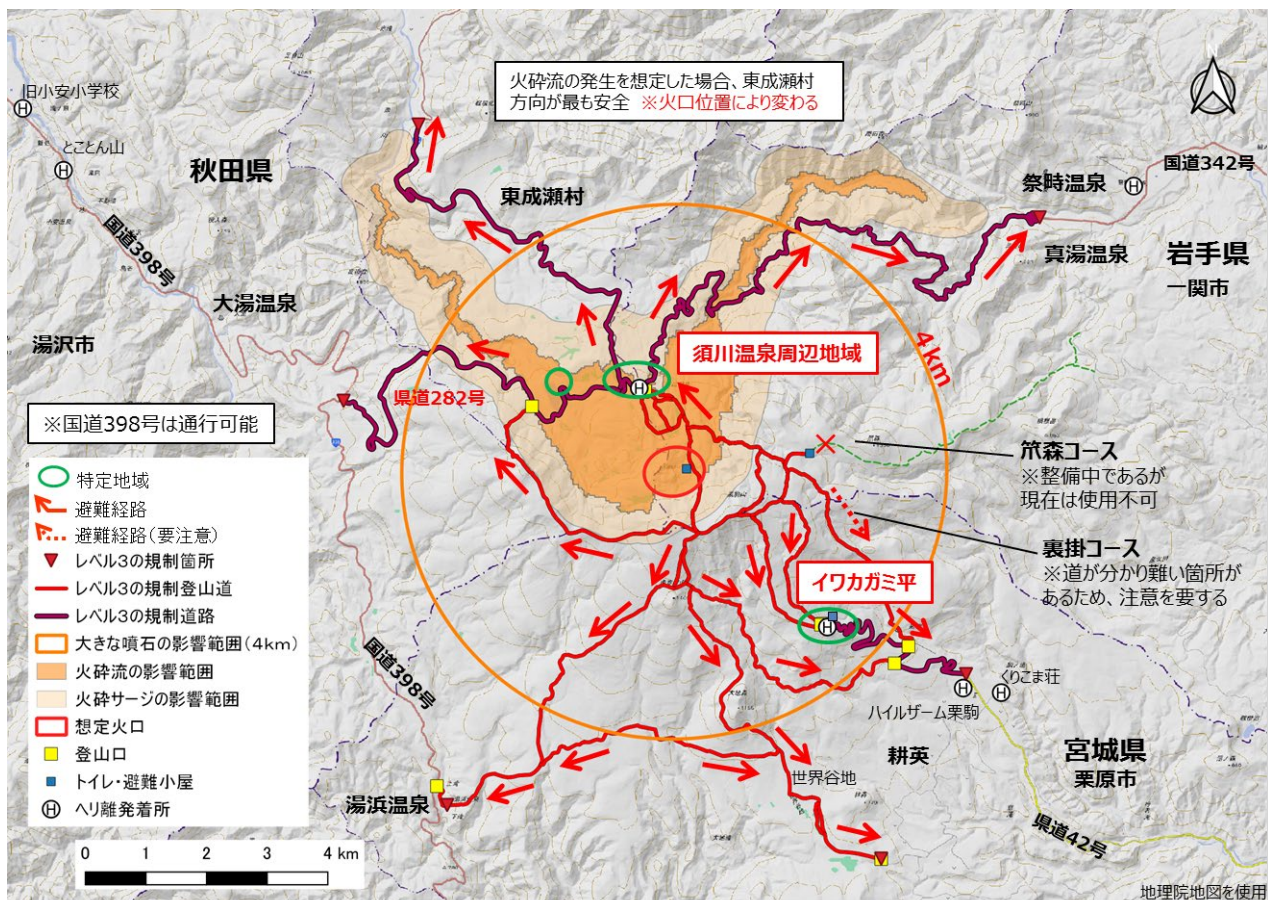 火砕流の発生を想定した場合、東成瀬村
方向が最も安全 ※火口位置により変わる
旧小安小学校
H
とことん山
H
秋田県
東成瀬村
国道342号
祭畤温泉
H
真湯温泉
岩手県
一関市
国道398号
大湯温泉
湯沢市
4km
須川温泉周辺地域
H
県道282号
※国道398号は通行可能
笊森コース
※整備中であるが
現在は使用不可
裏掛コース
※道が分かり難い箇所が
あるため、注意を要する
イワカガミ平
H
くりこま荘
H
ハイルザーム栗駒
H
国道398号
耕英
宮城県
栗原市
世界谷地
湯浜温泉
県道42号
特定地域
避難経路
避難経路(要注意)
レベル3の規制箇所
レベル3の規制登山道
レベル3の規制道路
大きな噴石の影響範囲(4km)
火砕流の影響範囲
火砕サージの影響範囲
想定火口
登山口
トイレ・避難小屋
H ヘリ離発着所
0 1 2 3 4 km
地理院地図を使用